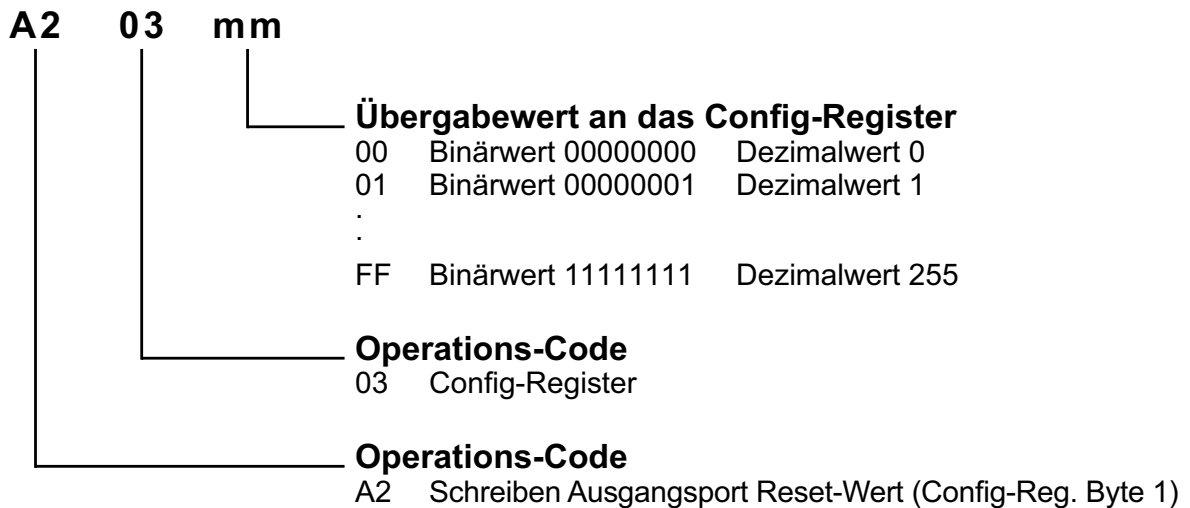 A2 03 mm
Übergabewert an das Config-Register
00 Binärwert 00000000 Dezimalwert 0
01 Binärwert 00000001 Dezimalwert 1
.
.
FF Binärwert 11111111 Dezimalwert 255
Operations-Code
03 Config-Register
Operations-Code
A2 Schreiben Ausgangsport Reset-Wert (Config-Reg. Byte 1)